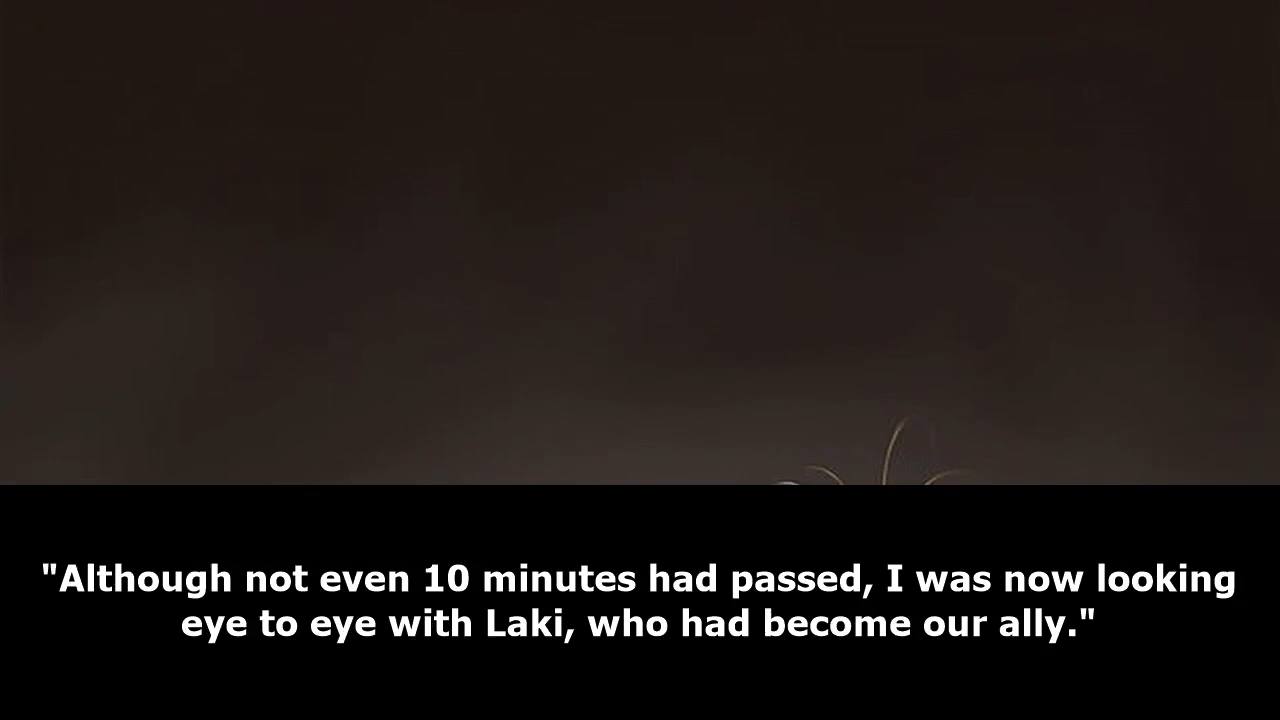 "Although not even 10 minutes had passed, I was now looking
eye to eye with Laki, who had become our ally."